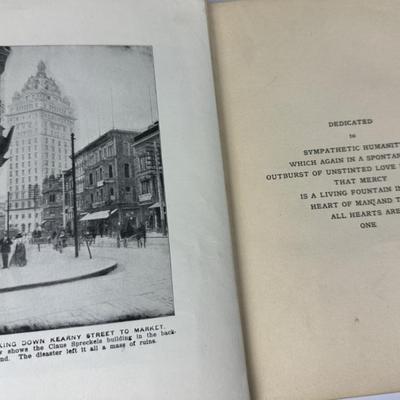 KING DOWN KEARNY STREET TO MARKET.
shows the Claus Spreckels building in the back-
The disaster left it all a mass of ruins.
DEDICATED
to
SYMPATHETIC HUMANITY
WHICH AGAIN IN A SPONTAN
OUTBURST OF UNSTINTED LOVE
THAT MERCY
IS A LIVING FOUNTAIN IN
HEART OF MAN AND T
ALL HEARTS ARE
ONE